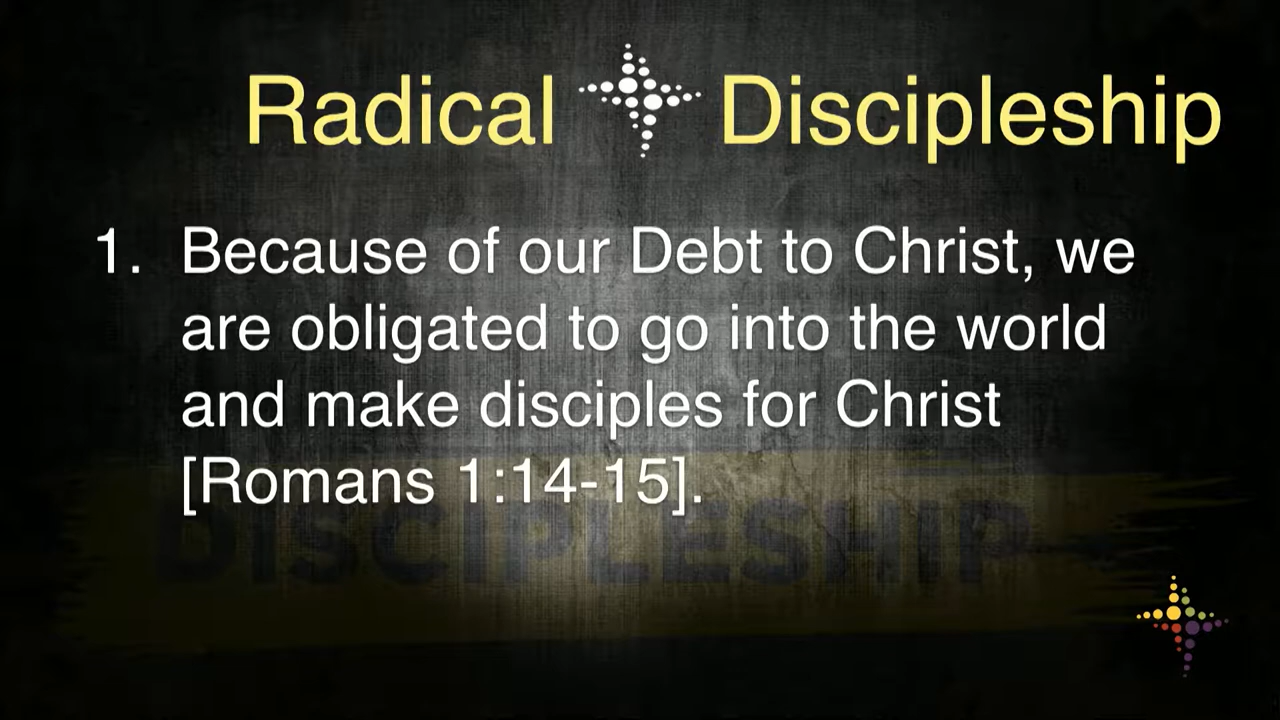 Radical Discipleship
1. Because of our Debt to Christ, we
are obligated to go into the world
and make disciples for Christ
[Romans 1:14-15].
DISCIPLESHIP